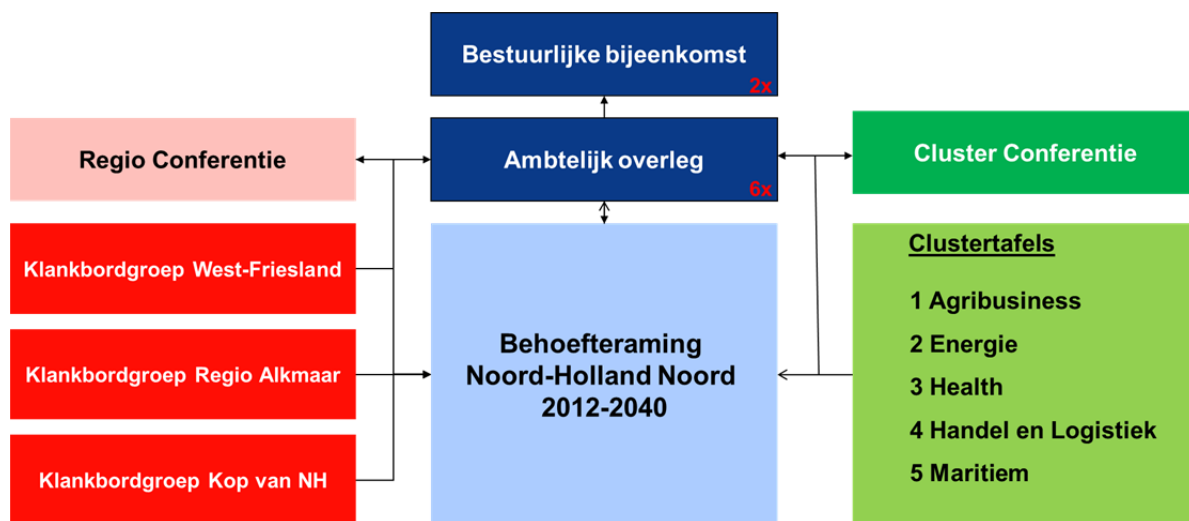 Bestuurlijke bijeenkomst
2x
Regio Conferentie
Ambtelijk overleg
6x
Cluster Conferentie
Klankbordgroep West-Friesland
Klankbordgroep Regio Alkmaar
Klankbordgroep Kop van NH
Behoefteraming
Noord-Holland Noord
2012-2040
Clustertafels
1 Agribusiness
2 Energie
3 Health
4 Handel en Logistiek
5 Maritiem